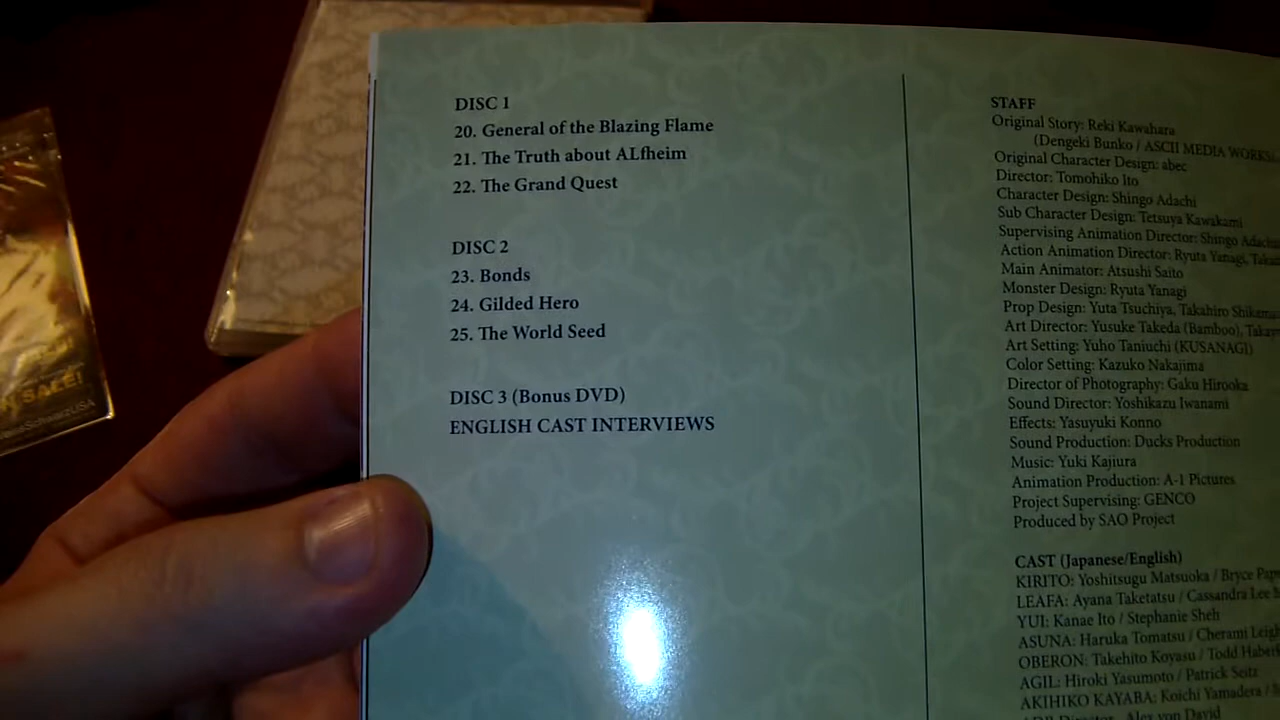 DISC 1
20. General of the Blazing Flame
21. The Truth about ALfheim
22. The Grand Quest
DISC 2
23. Bonds
24. Gilded Hero
25. The World Seed
DISC 3 (Bonus DVD)
ENGLISH CAST INTERVIEWS
STAFF
Original Story: Reki Kawahara
(Dengeki Bunko / ASCII MEDIA WORKS
Original Character Design: abec
Director: Tomohiko Ito
Character Design: Shingo Adachi
Sub Character Design: Tetsuya Kawakami
Supervising Animation Director: Shingo Adachi
Action Animation Director: Ryuta Yanagi,
Main Animator: Atsushi Saito
Monster Design: Ryuta Yanagi
Prop Design: Yuta Tsuchiya, Takahiro
Art Director: Yusuke Takeda (Bamboo),
Art Setting: Yuho Taniuchi (KUSANAGI)
Color Setting: Kazuko Nakajima
Director of Photography: Gaku Hirooka
Sound Director: Yoshikazu Iwanami
Effects: Yasuyuki Konno
Sound Production: Ducks Production
Music: Yuki Kajiura
Animation Production: A-1 Pictures
Project Supervising: GENCO
Produced by SAO Project
CAST (Japanese/English)
KIRITO: Yoshitsugu Matsuoka / Bryce
LEAFA: Ayana Taketatsu / Cassandra Lee
YUI: Kanae Ito / Stephanie Sheh
ASUNA: Haruka Tomatsu / Cherami
OBERON: Takehito Koyasu / Todd
AGIL: Hiroki Yasumoto / Patrick Seitz
AKIHIKO KAYABA: Koichi Yamadera /
SALE!